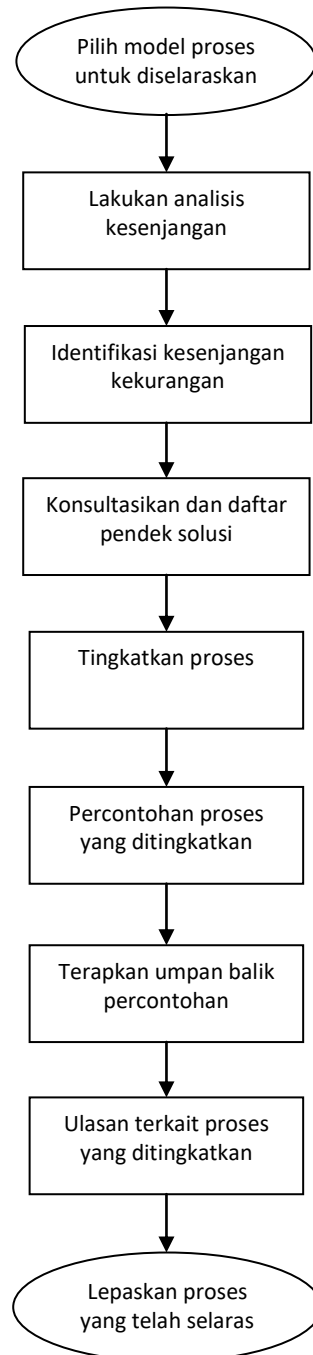 Pilih model proses
untuk diselaraskan
Lakukan analisis
kesenjangan
Identifikasi kesenjangan
kekurangan
Konsultasikan dan daftar
pendek solusi
Tingkatkan proses
Percontohan proses
yang ditingkatkan
Terapkan umpan balik
percontohan
Ulasan terkait proses
yang ditingkatkan
Lepaskan proses
yang telah selaras